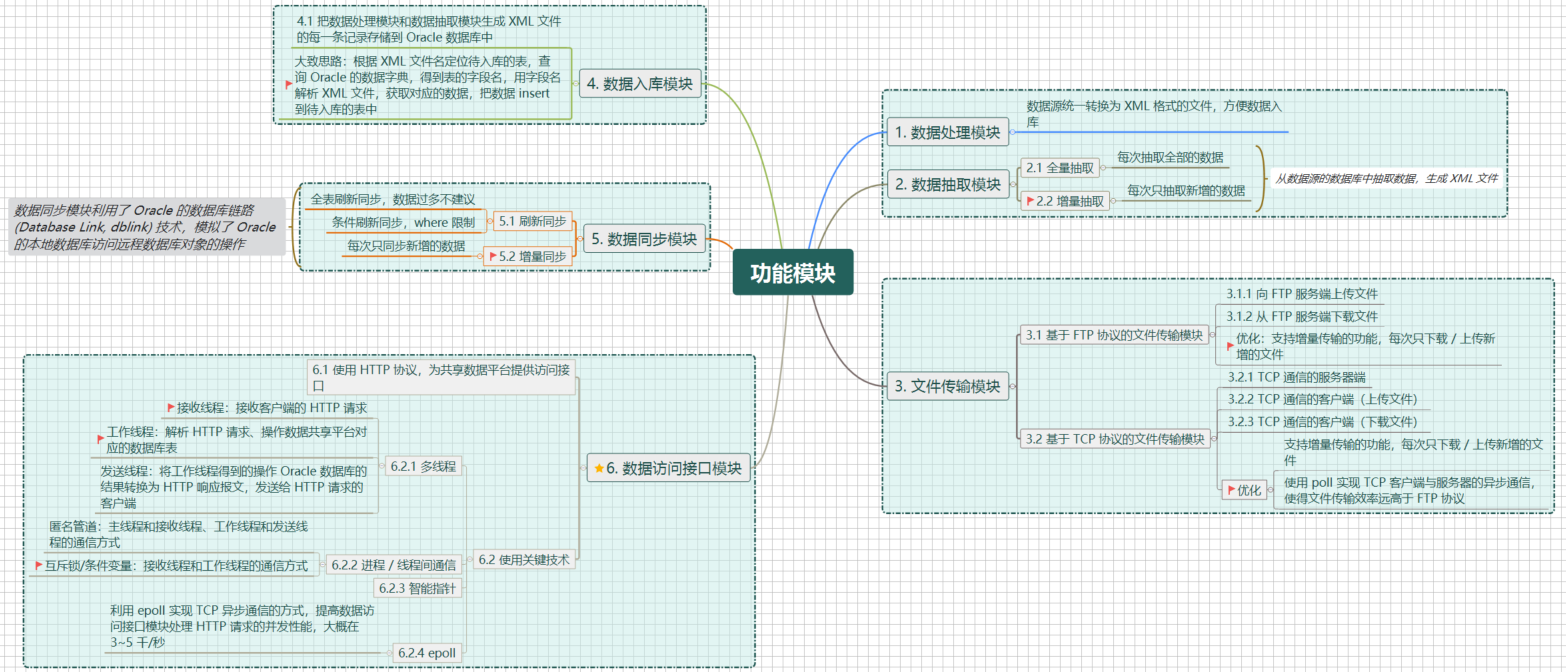 功能模块
1. 数据处理模块
数据源统一转换为 XML 格式的文件，方便数据入
库
2. 数据抽取模块
2.1 全量抽取
每次抽取全部的数据
2.2 增量抽取
每次只抽取新增的数据
从数据源的数据库中抽取数据，生成 XML 文件
3. 文件传输模块
3.1 基于 FTP 协议的文件传输模块
3.1.1 向 FTP 服务端上传文件
3.1.2 从 FTP 服务端下载文件
优化：支持增量传输的功能，每次只下载 / 上传新
增的文件
3.2 基于 TCP 协议的文件传输模块
3.2.1 TCP 通信的服务器端
3.2.2 TCP 通信的客户端（上传文件）
3.2.3 TCP 通信的客户端（下载文件）
优化
支持增量传输的功能，每次只下载 / 上传新增的文
件
使用 poll 实现 TCP 客户端与服务器的异步通信，
使得文件传输效率远高于 FTP 协议
4. 数据入库模块
4.1 把数据处理模块和数据抽取模块生成 XML 文件
的每一条记录存储到 Oracle 数据库中
大致思路：根据 XML 文件名定位待入库的表，查
询 Oracle 的数据字典，得到表的字段名，用字段名
解析 XML 文件，获取对应的数据，把数据 insert
到待入库的表中
5. 数据同步模块
5.1 刷新同步
全表刷新同步，数据过多不建议
条件刷新同步，where 限制
5.2 增量同步
每次只同步新增的数据
数据同步模块利用了 Oracle 的数据库链路
(Database Link, dblink) 技术，模拟了 Oracle
的本地数据库访问远程数据库对象的操作
6. 数据访问接口模块
6.1 使用 HTTP 协议，为共享数据平台提供访问接
口
6.2 使用关键技术
6.2.1 多线程
接收线程：接收客户端的 HTTP 请求
工作线程：解析 HTTP 请求、操作数据共享平台对
应的数据库表
发送线程：将工作线程得到的操作 Oracle 数据库的
结果转换为 HTTP 响应报文，发送给 HTTP 请求的
客户端
6.2.2 进程 / 线程间通信
匿名管道：主线程和接收线程、工作线程和发送线
程的通信方式
互斥锁/条件变量：接收线程和工作线程的通信方式
6.2.3 智能指针
6.2.4 epoll
利用 epoll 实现 TCP 异步通信的方式，提高数据访
问接口模块处理 HTTP 请求的并发性能，大概在
3~5 千/秒